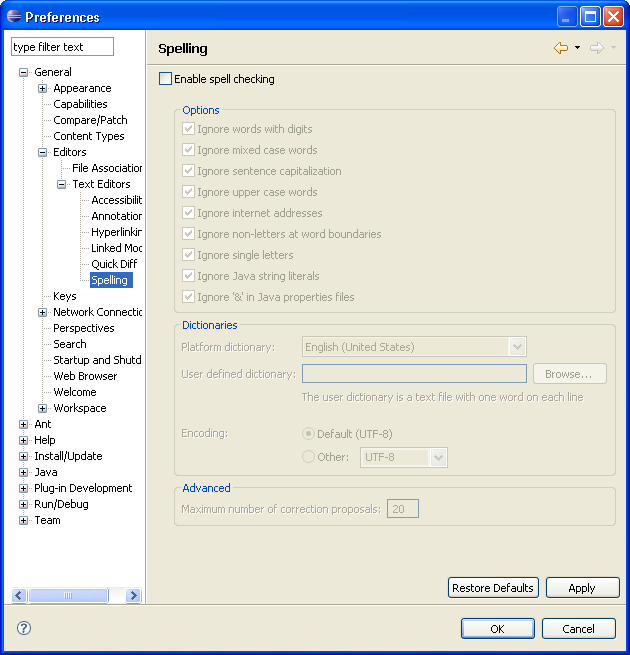 Preferences
type filter text
General
Appearance
Capabilities
Compare/Patch
Content Types
Editors
File Association
Text Editors
Accessibilit
Annotation
Hyperlinkin
Linked Mod
Quick Diff
Spelling
Keys
Network Connectio
Perspectives
Search
Startup and Shutd
Web Browser
Welcome
Workspace
Ant
Help
Install/Update
Java
Plug-in Development
Run/Debug
Team
Spelling
Enable spell checking
Options
Ignore words with digits
Ignore mixed case words
Ignore sentence capitalization
Ignore upper case words
Ignore internet addresses
Ignore non-letters at word boundaries
Ignore single letters
Ignore Java string literals
Ignore '&' in Java properties files
Dictionaries
Platform dictionary: English (United States)
User defined dictionary: Browse...
The user dictionary is a text file with one word on each line
Encoding: Default (UTF-8)
Other: UTF-8
Advanced
Maximum number of correction proposals: 20
Restore Defaults Apply
? OK Cancel